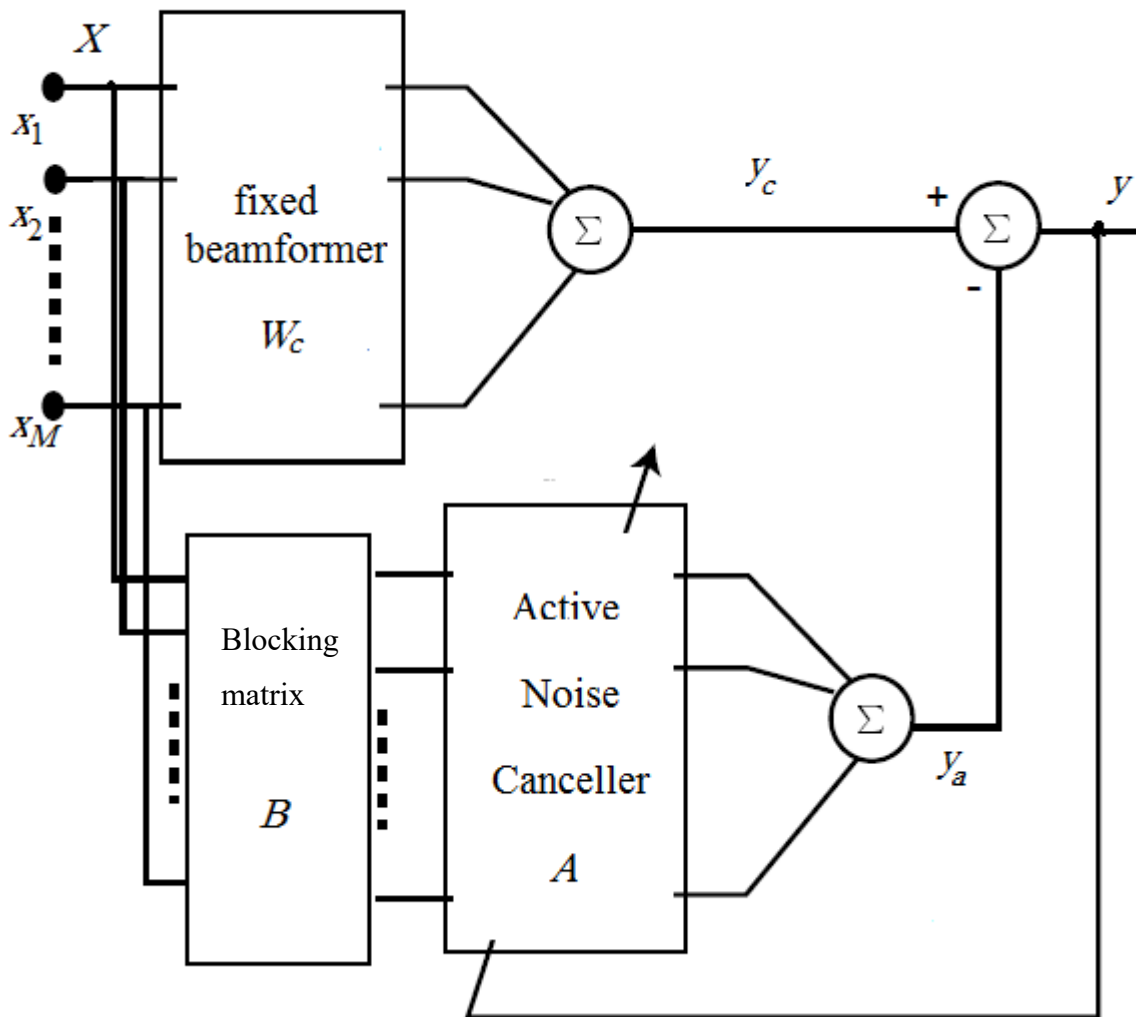 X
x1
x2
xM
fixed
beamformer
Wc
Σ
yc
+
-
Σ
y
Blocking
matrix
B
Active
Noise
Canceller
A
Σ
ya